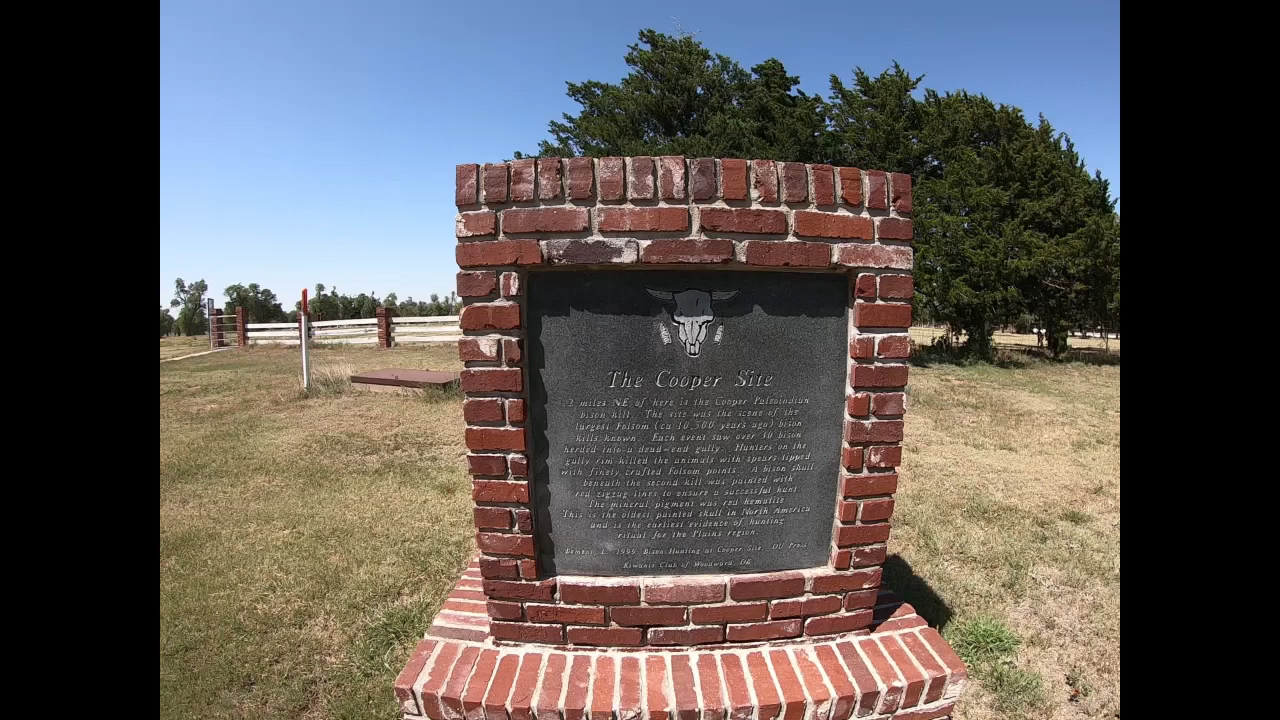 The Cooper Site
2 miles NE of here is the Cooper Paleoindian
bison kill. The site was the scene of the
largest Folsom (ca 10,500 years ago) bison
kills known. Each event saw over 30 bison
herded into a dead-end gully. Hunters on the
gully rim killed the animals with spears tipped
with finely crafted Folsom points. A bison skull
beneath the second kill was painted with
red zigzag lines to ensure a successful hunt.
The mineral pigment was red hematite.
This is the oldest painted skull in North America
and is the earliest evidence of hunting
ritual for the Plains region.
Bement, L. 1999 Bison Hunting at Cooper Site. OU Press
Kiwanis Club of Woodward, OK